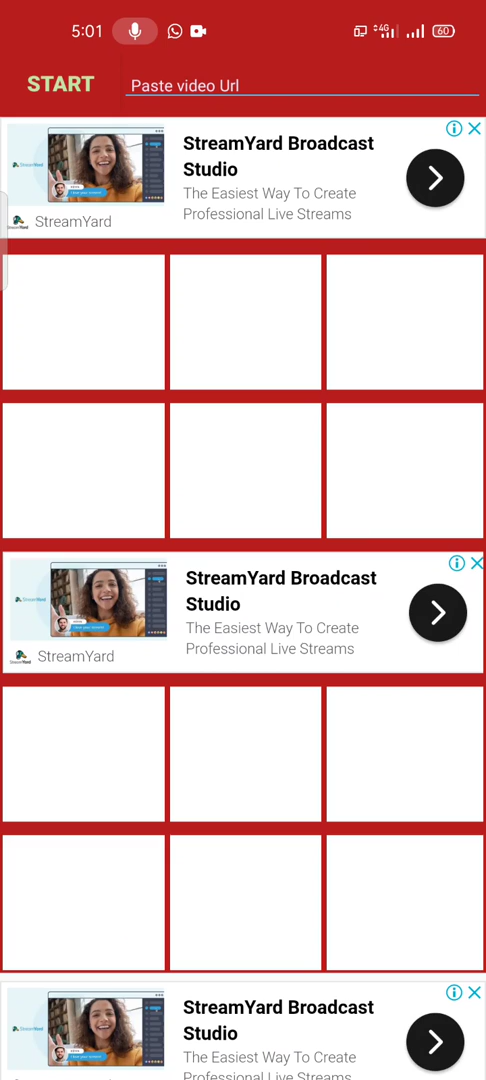 5:01
4G
60
START
Paste video Url
StreamYard Broadcast
Studio
The Easiest Way To Create
Professional Live Streams
StreamYard
StreamYard Broadcast
Studio
The Easiest Way To Create
Professional Live Streams
StreamYard
StreamYard Broadcast
Studio
The Easiest Way To Create